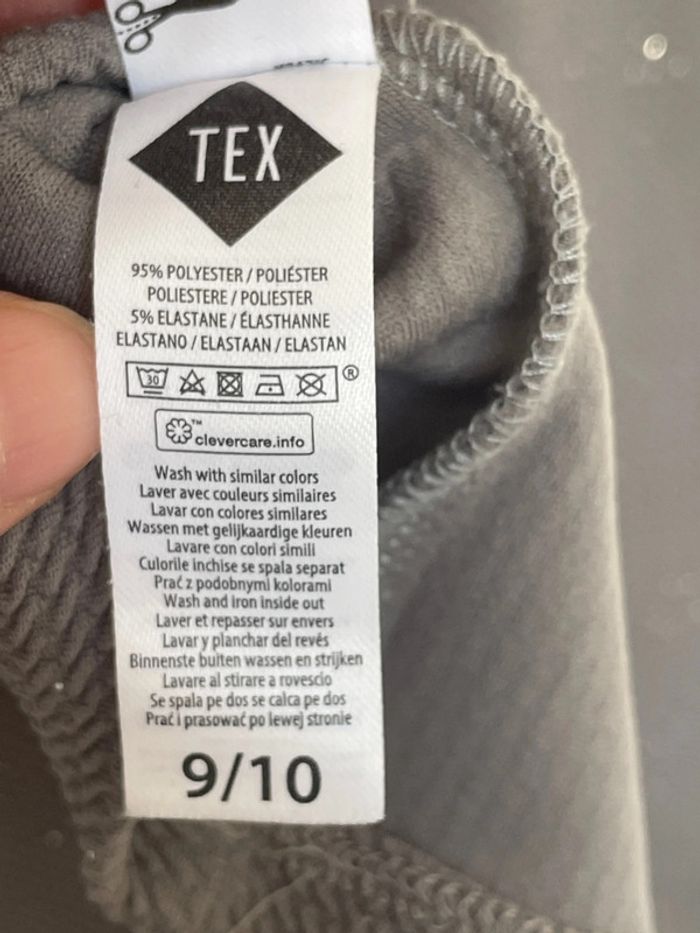 TEX
95% POLYESTER / POLIÉSTER
POLIESTERE / POLIESTER
5% ELASTANE / ÉLASTHANNE
ELASTANO / ELASTAAN / ELASTAN
30
®
™
clevercare.info
Wash with similar colors
Laver avec couleurs similaires
Lavar con colores similares
Wassen met gelijkaardige kleuren
Lavare con colori simili
Culorile inchise se spala separat
Prać z podobnymi kolorami
Wash and iron inside out
Laver et repasser sur envers
Lavar y planchar del revés
Binnenste buiten wassen en strijken
Lavare al stirare a rovescio
Se spala pe dos se calca pe dos
Prać i prasować po lewej stronie
9/10